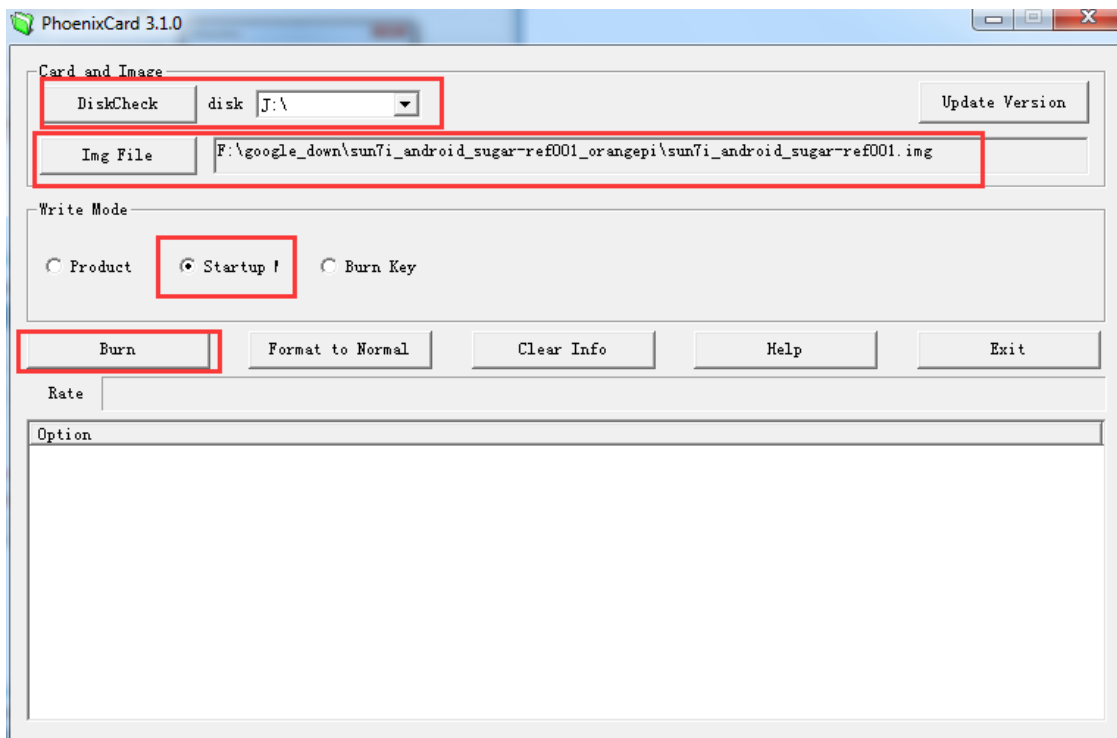 PhoenixCard 3.1.0
Card and Image
DiskCheck disk J:\ Update Version
Img File F:\google_down\sun7i_android_sugar-ref001_orangepi\sun7i_android_sugar-ref001.img
Write Mode
Product Startup Burn Key
Burn Format to Normal Clear Info Help Exit
Rate
Option